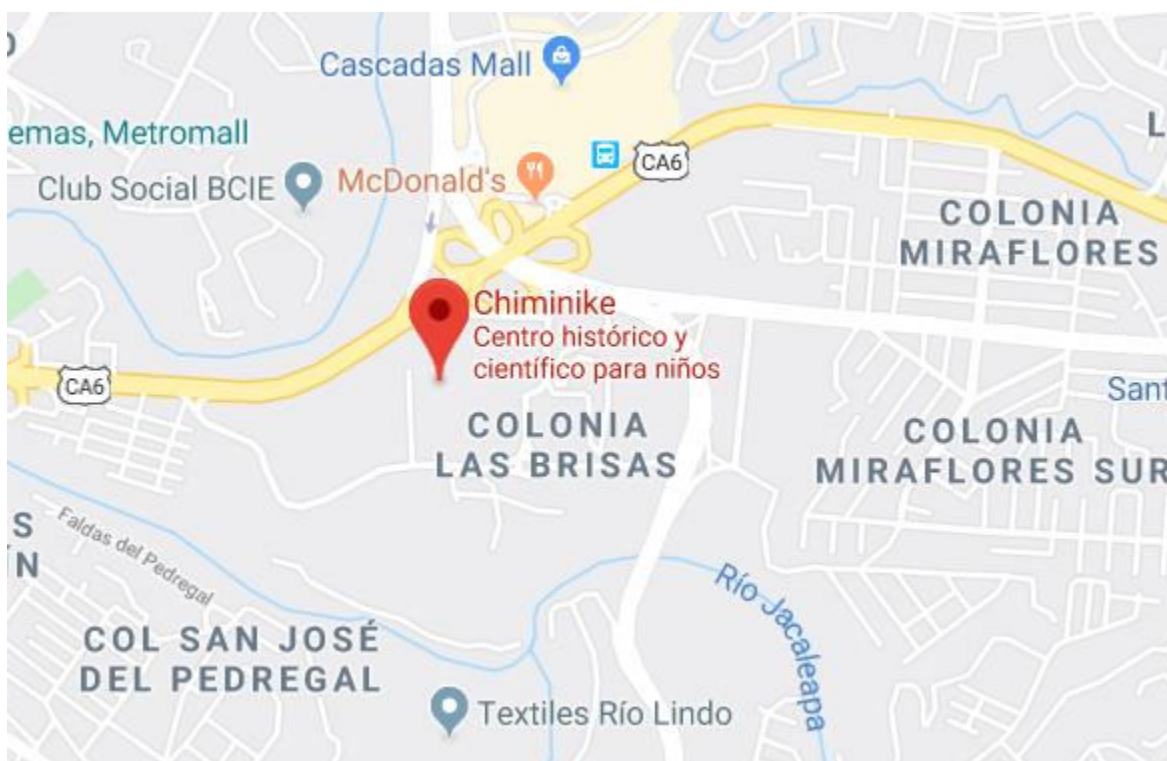 Cascadas Mall
emas, Metromall
Club Social BCIE
McDonald's
CA6
L
COLONIA
MIRAFLORES
Chiminike
Centro histórico y
científico para niños
CA6
Sant
COLONIA
LAS BRISAS
COLONIA
MIRAFLORES SUR
S
ÍN
Faldas del Pedregal
Río Jacaleapa
COL SAN JOSÉ
DEL PEDREGAL
Textiles Río Lindo